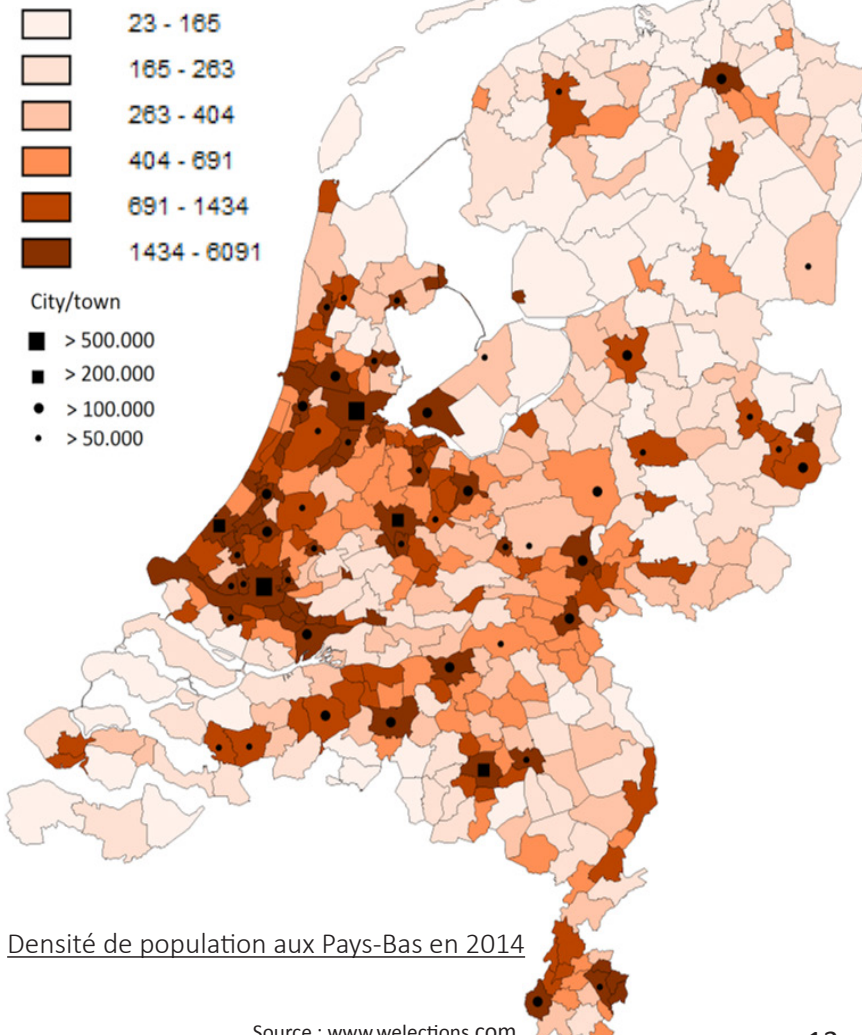 23 - 165
165 - 263
263 - 404
404 - 691
691 - 1434
1434 - 6091
City/town
> 500.000
> 200.000
> 100.000
> 50.000
Densité de population aux Pays-Bas en 2014
Source : www.welections.com